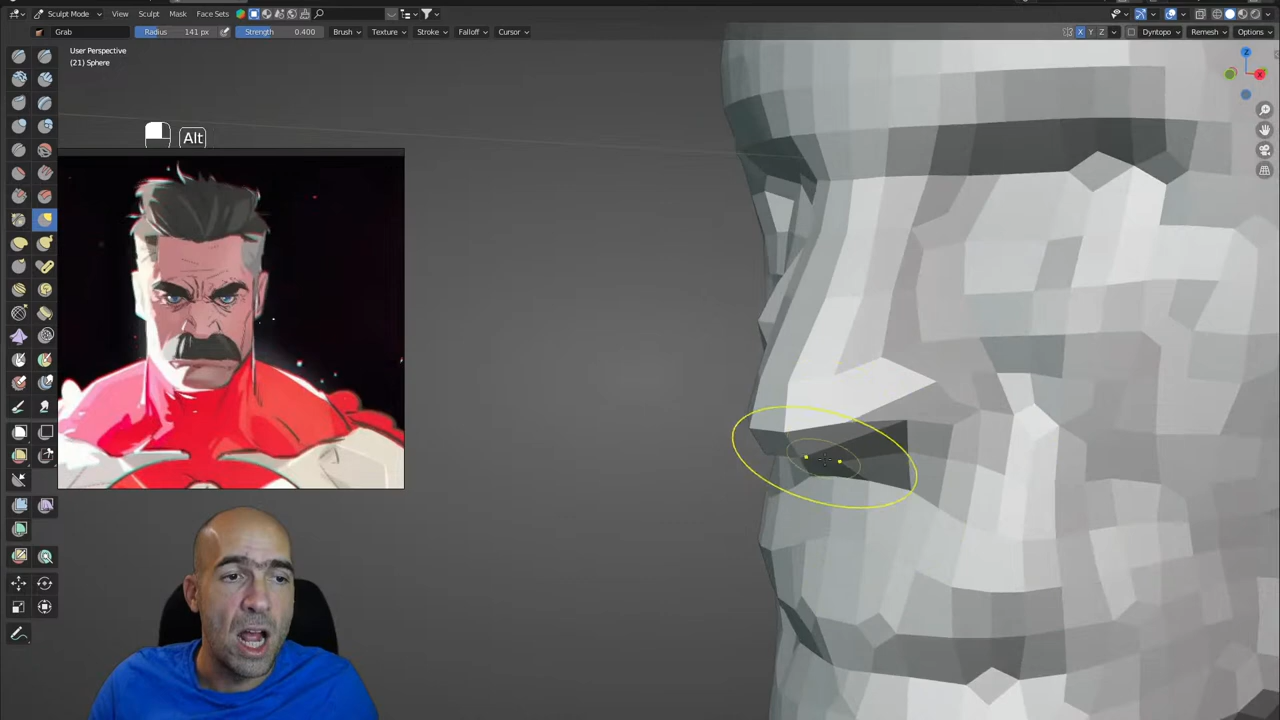 Sculpt Mode View Sculpt Mask Face Sets
Grab Radius 141 px Strength 0.400 Brush Texture Stroke Falloff Cursor X Y Z Dyntopo Remesh Options
User Perspective
(21) Sphere
Z
X
Alt